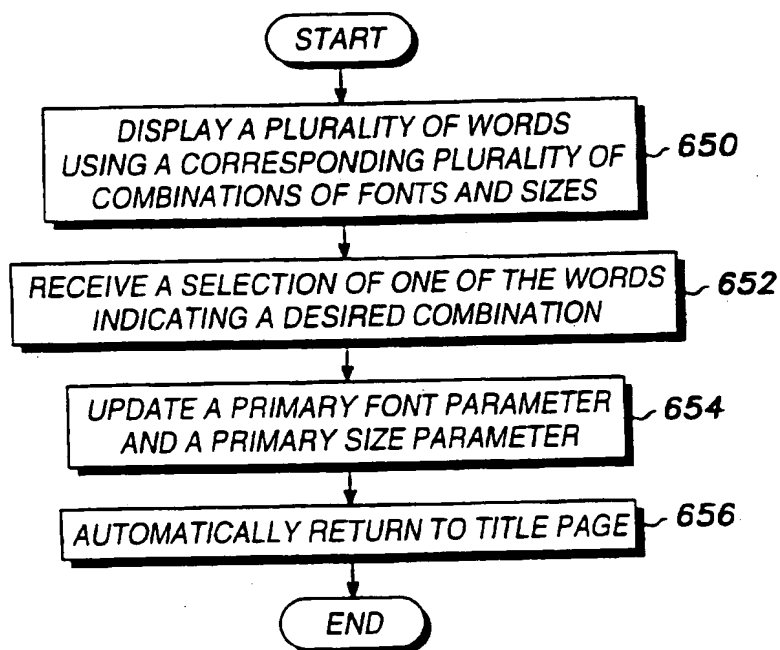 START
DISPLAY A PLURALITY OF WORDS
USING A CORRESPONDING PLURALITY OF
COMBINATIONS OF FONTS AND SIZES
650
RECEIVE A SELECTION OF ONE OF THE WORDS
INDICATING A DESIRED COMBINATION
652
UPDATE A PRIMARY FONT PARAMETER
AND A PRIMARY SIZE PARAMETER
654
AUTOMATICALLY RETURN TO TITLE PAGE
656
END